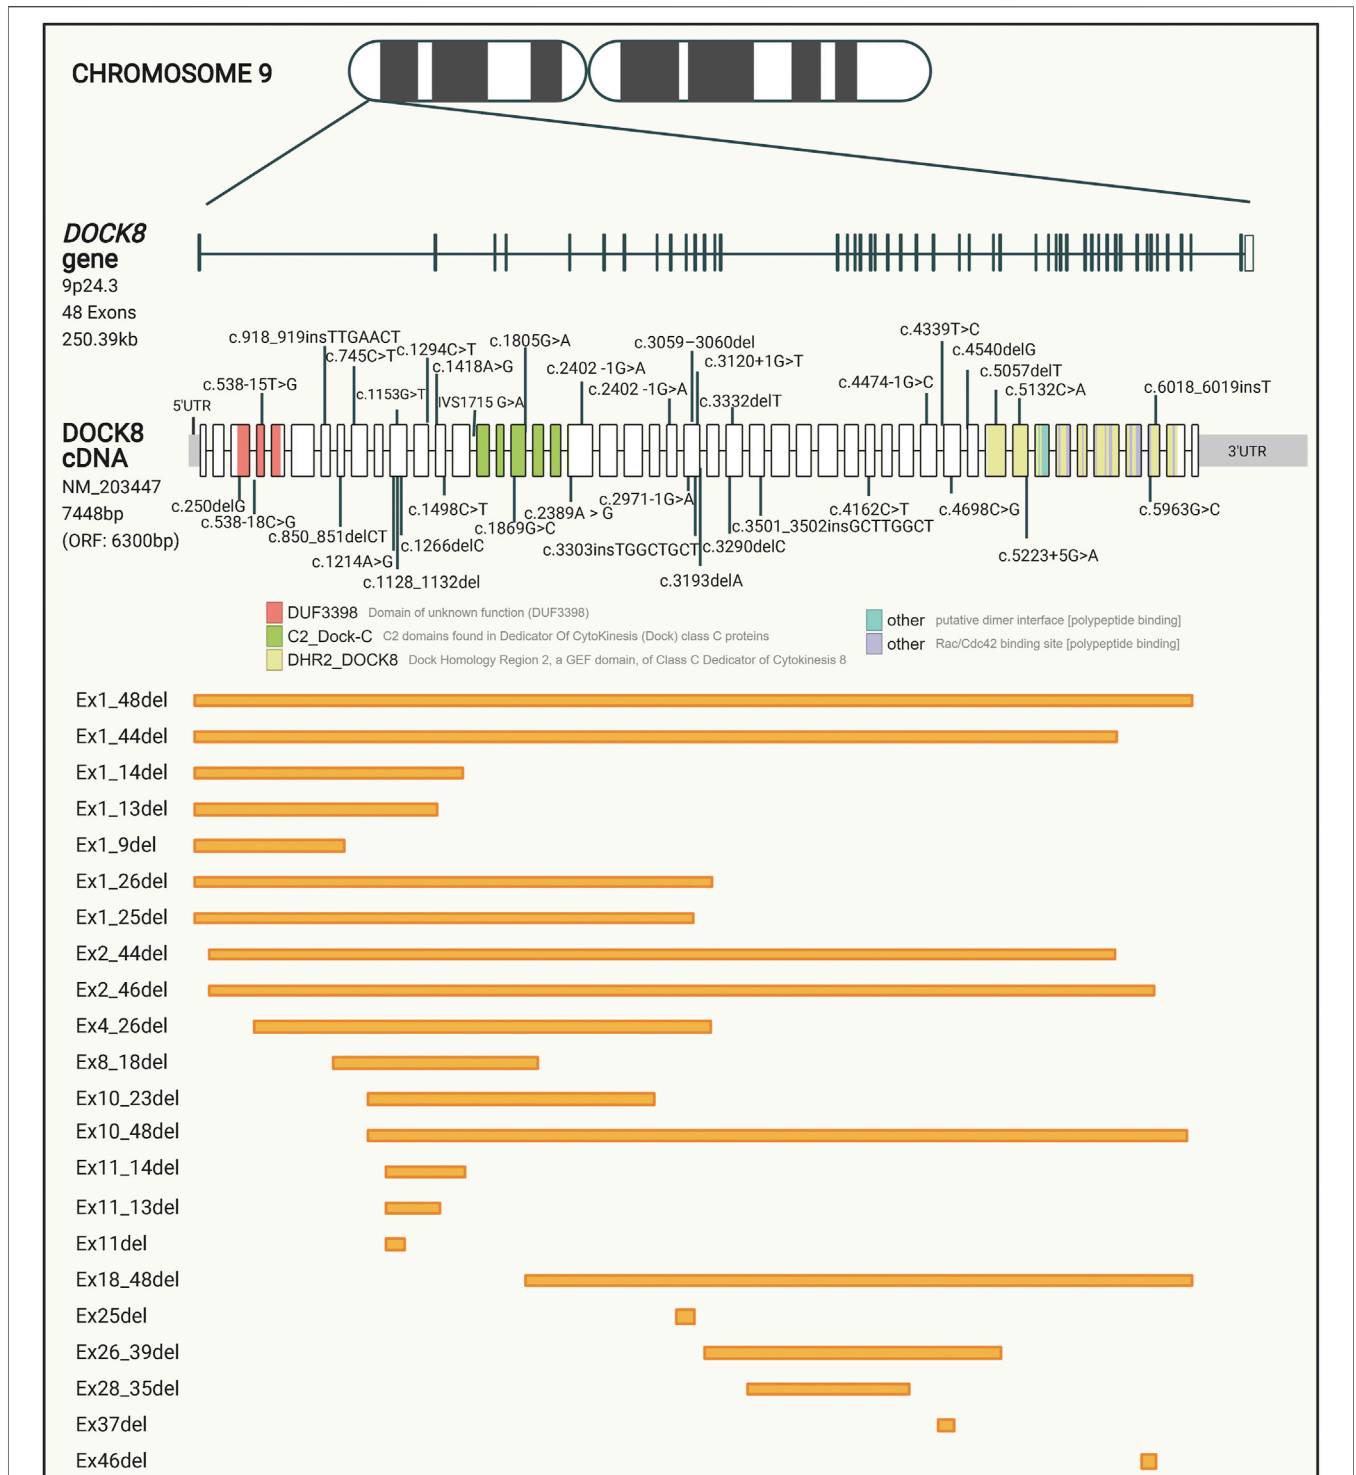 CHROMOSOME 9
DOCK8
gene
9p24.3
48 Exons
250.39kb
c.918_919insTTGAACT
c.745C>T
c.1294C>T
c.1418A>G
c.1805G>A
c.3059–3060del
c.3120+1G>T
c.4339T>C
c.4540delG
c.5057delT
c.5132C>A
c.6018_6019insT
c.538-15T>G
c.1153G>T
IVS1715 G>A
c.2402 -1G>A
c.2402 -1G>A
c.3332delT
c.4474-1G>C
5'UTR
DOCK8
cDNA
NM_203447
7448bp
(ORF: 6300bp)
3'UTR
c.250delG
c.538-18C>G
c.850_851delCT
c.1214A>G
c.1128_1132del
c.1266delC
c.1498C>T
c.1869G>C
c.2389A > G
c.2971-1G>A
c.3303insTGGCTGCT
c.3193delA
c.3290delC
c.3501_3502insGCTTGGCT
c.4162C>T
c.4698C>G
c.5223+5G>A
c.5963G>C
DUF3398 Domain of unknown function (DUF3398)
C2_Dock-C C2 domains found in Dedicator Of CytoKinesis (Dock) class C proteins
DHR2_DOCK8 Dock Homology Region 2, a GEF domain, of Class C Dedicator of Cytokinesis 8
other putative dimer interface [polypeptide binding]
other Rac/Cdc42 binding site [polypeptide binding]
Ex1_48del
Ex1_44del
Ex1_14del
Ex1_13del
Ex1_9del
Ex1_26del
Ex1_25del
Ex2_44del
Ex2_46del
Ex4_26del
Ex8_18del
Ex10_23del
Ex10_48del
Ex11_14del
Ex11_13del
Ex11del
Ex18_48del
Ex25del
Ex26_39del
Ex28_35del
Ex37del
Ex46del